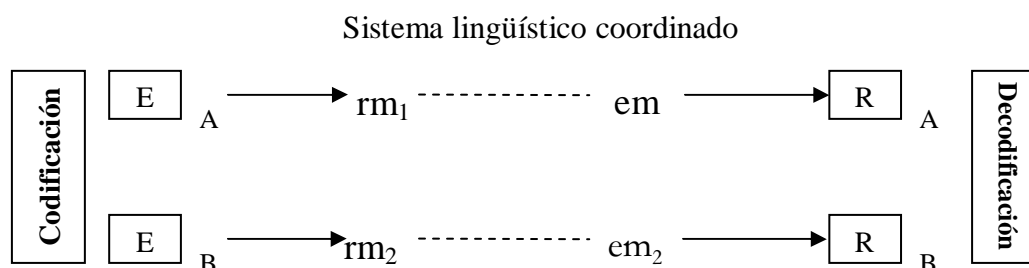 Sistema lingüístico coordinado
Codificación
E A rm₁ em R A
E B rm₂ em₂ R B
Decodificación